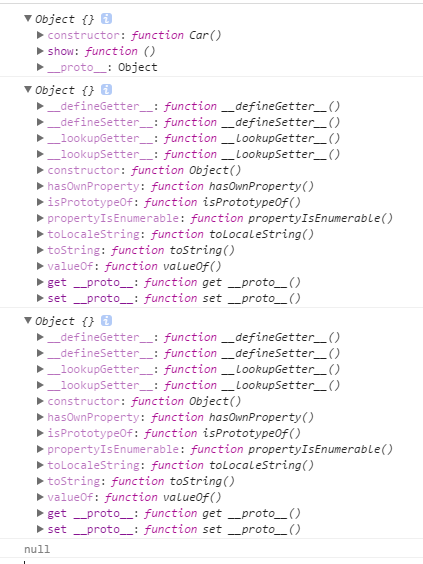 Object {} i
constructor: function Car()
show: function ()
__proto__: Object
Object {} i
__defineGetter__: function __defineGetter__()
__defineSetter__: function __defineSetter__()
__lookupGetter__: function __lookupGetter__()
__lookupSetter__: function __lookupSetter__()
constructor: function Object()
hasOwnProperty: function hasOwnProperty()
isPrototypeOf: function isPrototypeOf()
propertyIsEnumerable: function propertyIsEnumerable()
toLocaleString: function toLocaleString()
toString: function toString()
valueOf: function valueOf()
get __proto__: function get __proto__()
set __proto__: function set __proto__()
Object {} i
__defineGetter__: function __defineGetter__()
__defineSetter__: function __defineSetter__()
__lookupGetter__: function __lookupGetter__()
__lookupSetter__: function __lookupSetter__()
constructor: function Object()
hasOwnProperty: function hasOwnProperty()
isPrototypeOf: function isPrototypeOf()
propertyIsEnumerable: function propertyIsEnumerable()
toLocaleString: function toLocaleString()
toString: function toString()
valueOf: function valueOf()
get __proto__: function get __proto__()
set __proto__: function set __proto__()
null